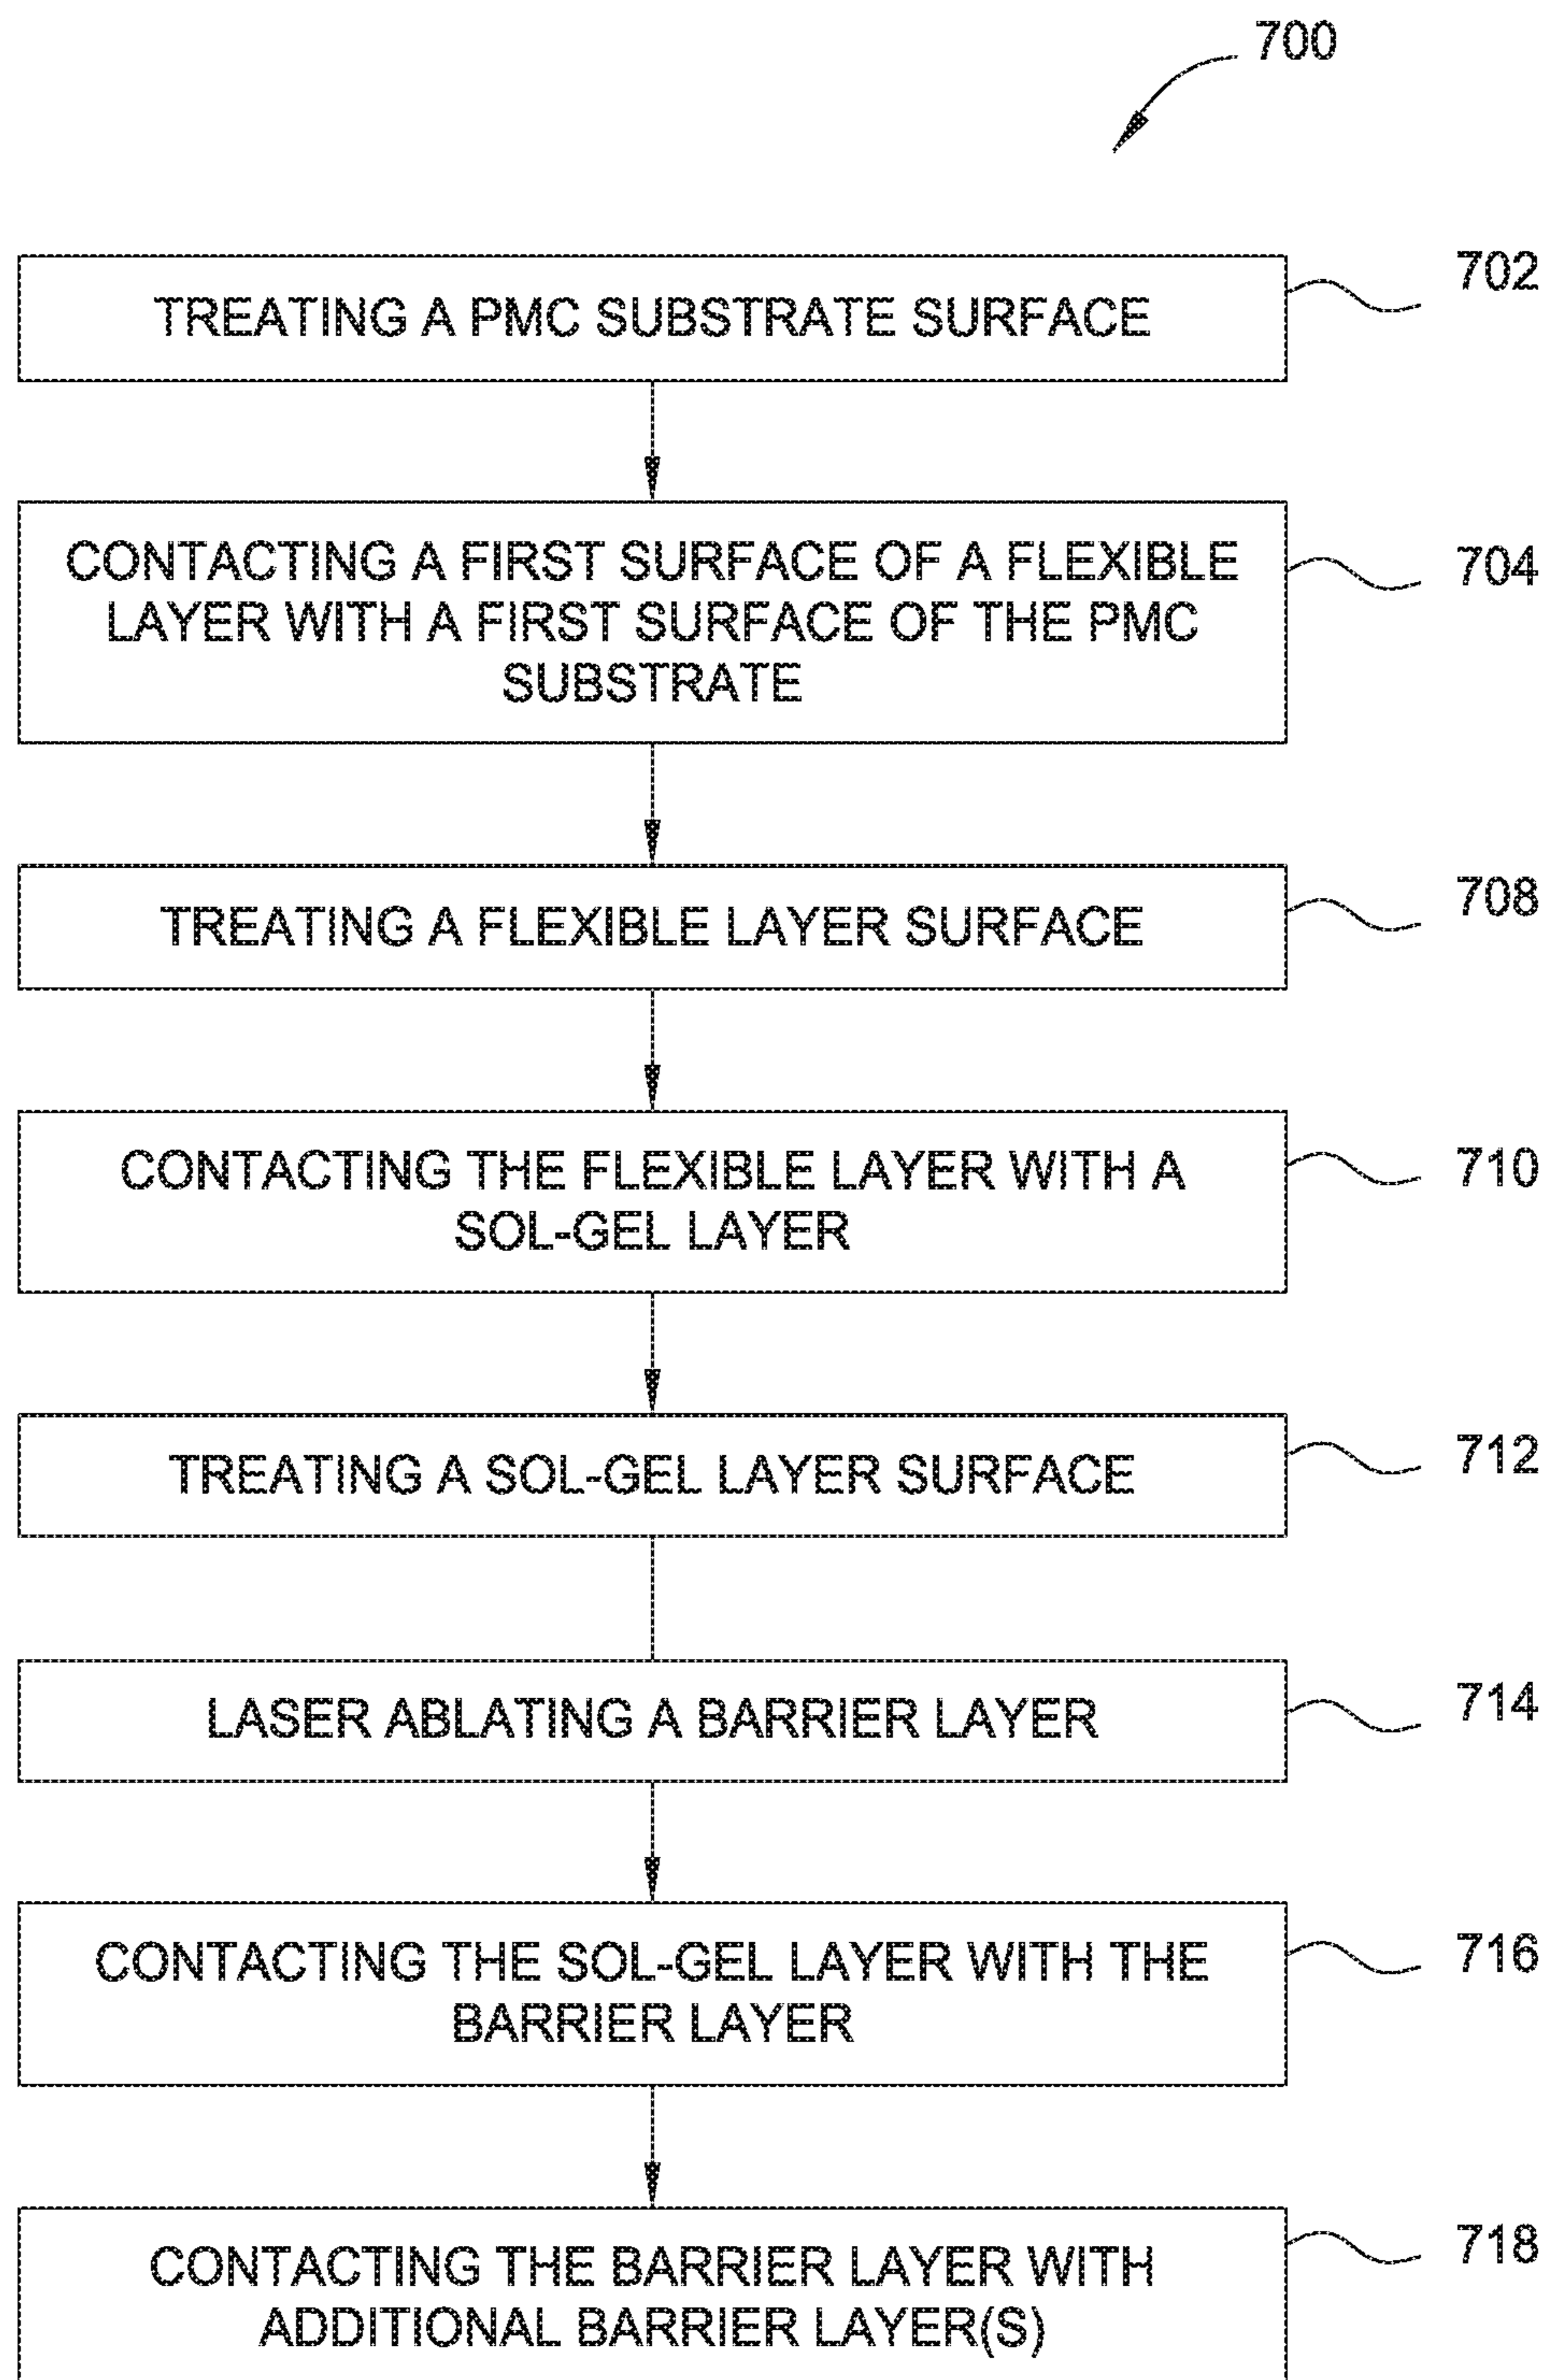 700
TREATING A PMC SUBSTRATE SURFACE
702
CONTACTING A FIRST SURFACE OF A FLEXIBLE
LAYER WITH A FIRST SURFACE OF THE PMC
SUBSTRATE
704
TREATING A FLEXIBLE LAYER SURFACE
708
CONTACTING THE FLEXIBLE LAYER WITH A
SOL-GEL LAYER
710
TREATING A SOL-GEL LAYER SURFACE
712
LASER ABLATING A BARRIER LAYER
714
CONTACTING THE SOL-GEL LAYER WITH THE
BARRIER LAYER
716
CONTACTING THE BARRIER LAYER WITH
ADDITIONAL BARRIER LAYER(S)
718